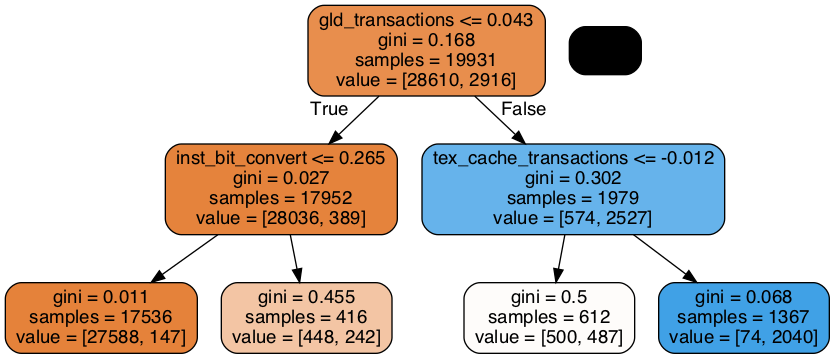 gld_transactions <= 0.043
gini = 0.168
samples = 19931
value = [28610, 2916]
True
False
inst_bit_convert <= 0.265
gini = 0.027
samples = 17952
value = [28036, 389]
tex_cache_transactions <= -0.012
gini = 0.302
samples = 1979
value = [574, 2527]
gini = 0.011
samples = 17536
value = [27588, 147]
gini = 0.455
samples = 416
value = [448, 242]
gini = 0.5
samples = 612
value = [500, 487]
gini = 0.068
samples = 1367
value = [74, 2040]